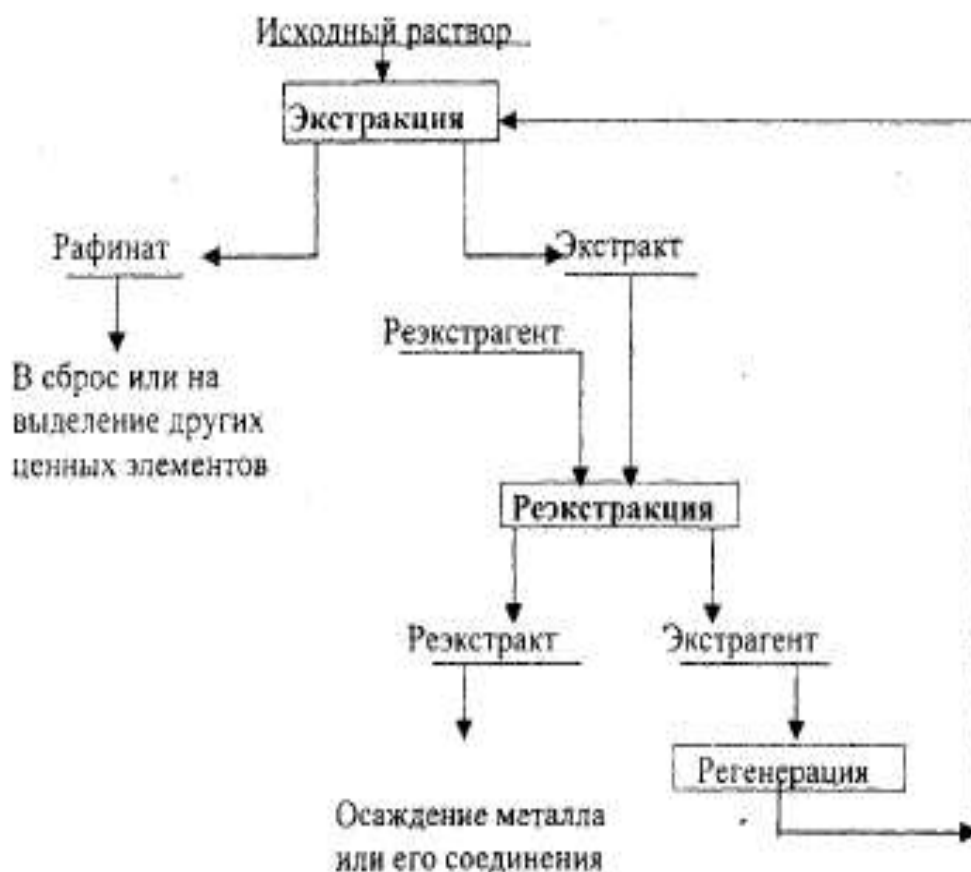 Исходный раствор
Экстракция
Рафинат
Экстракт
Реэкстрагент
В сброс или на
выделение других
ценных элементов
Реэкстракция
Реэкстракт
Экстрагент
Регенерация
Осаждение металла
или его соединения